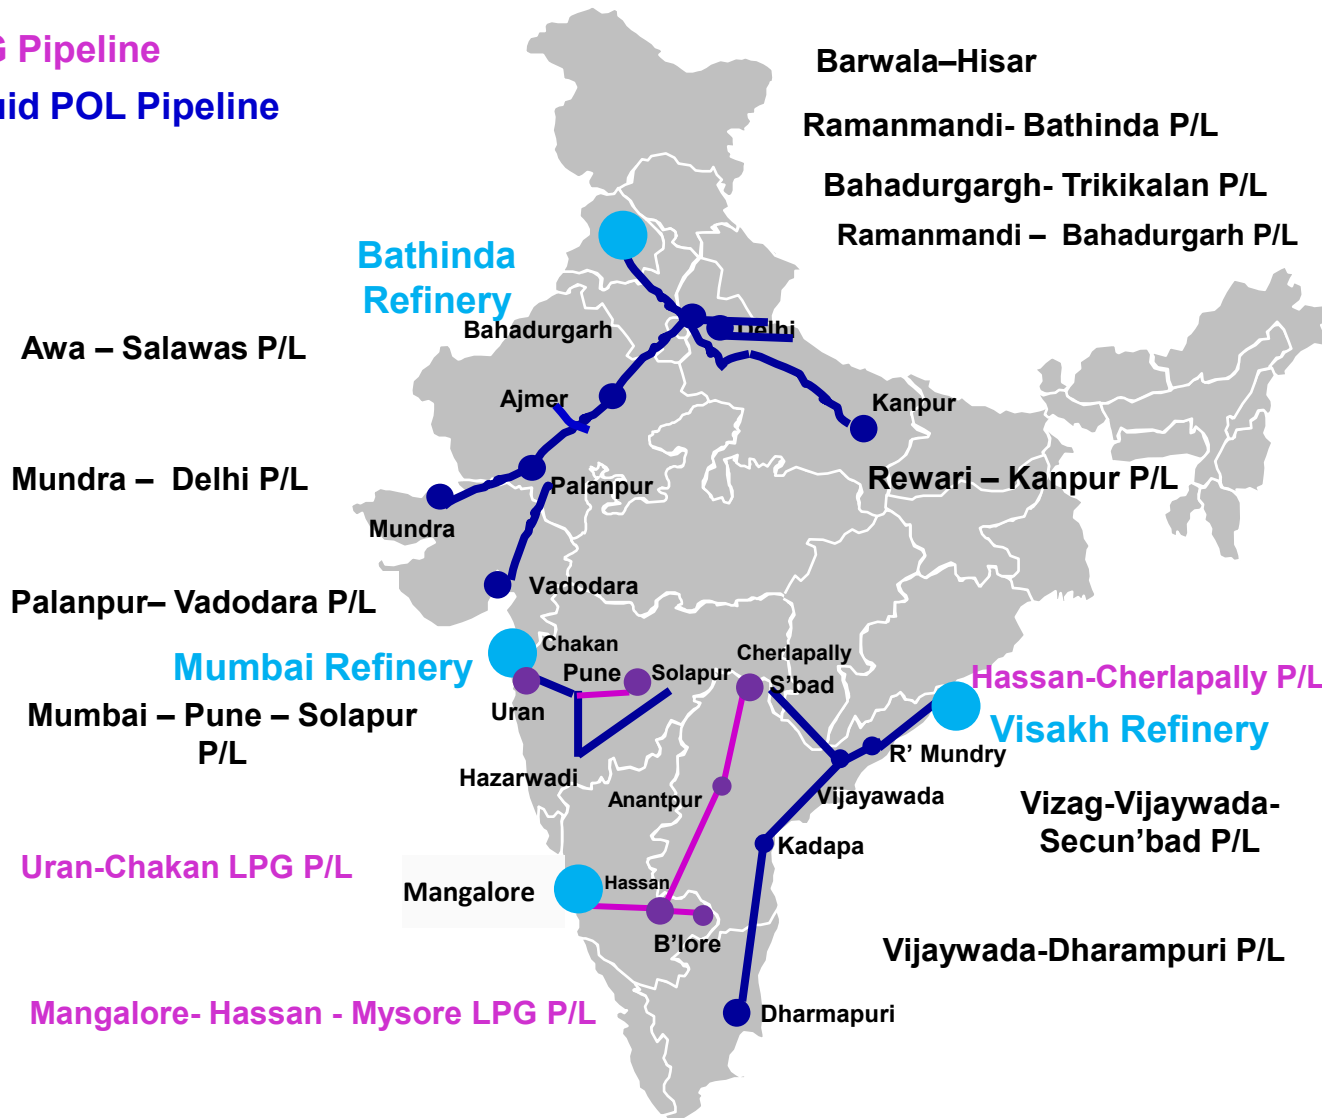 G Pipeline
uid POL Pipeline
Barwala–Hisar
Ramanmandi- Bathinda P/L
Bahadurgargh- Trikikalan P/L
Ramanmandi – Bahadurgarh P/L
Bathinda
Refinery
Bahadurgarh
Delhi
Awa – Salawas P/L
Ajmer
Kanpur
Mundra – Delhi P/L
Palanpur
Rewari – Kanpur P/L
Mundra
Vadodara
Palanpur– Vadodara P/L
Chakan
Mumbai Refinery
Pune
Solapur
Cherlapally
S'bad
Hassan-Cherlapally P/L
Uran
Mumbai – Pune – Solapur
P/L
Visakh Refinery
R' Mundry
Hazarwadi
Anantpur
Vijayawada
Vizag-Vijaywada-
Secun'bad P/L
Kadapa
Uran-Chakan LPG P/L
Mangalore
Hassan
B'lore
Vijaywada-Dharampuri P/L
Mangalore- Hassan - Mysore LPG P/L
Dharmapuri